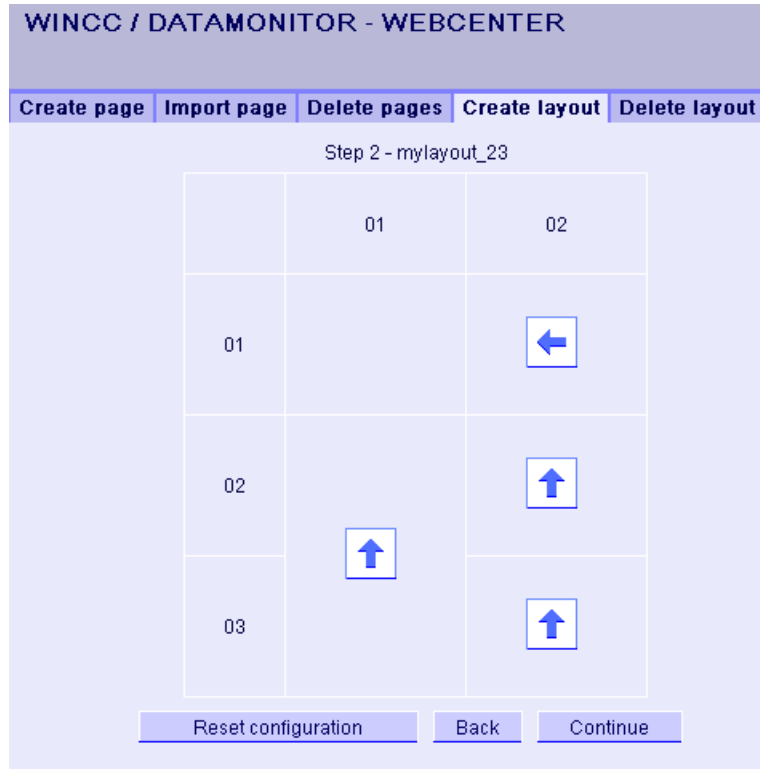 WINCC / DATAMONITOR - WEBCENTER
Create page Import page Delete pages Create layout Delete layout
Step 2 - mylayout_23
01 02
01
02
03
Reset configuration Back Continue